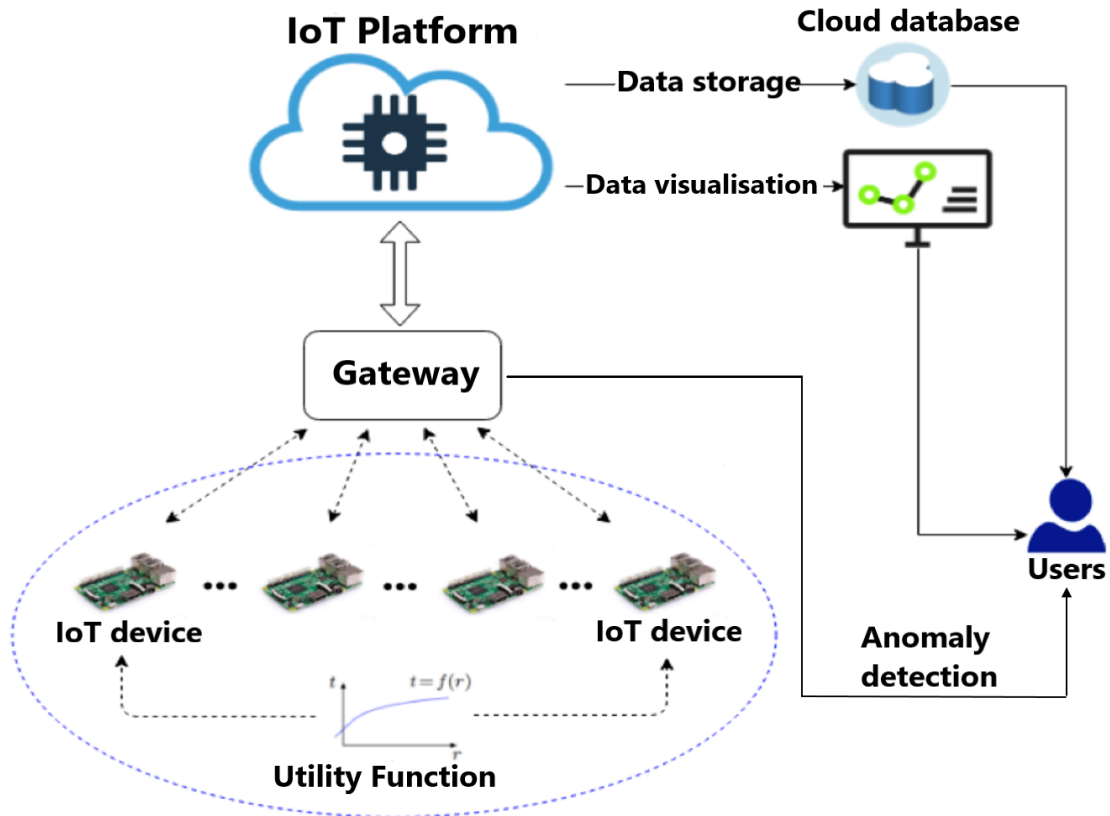 IoT Platform
Cloud database
Data storage
Data visualisation
Gateway
IoT device
IoT device
Users
Anomaly
detection
t
t=f(r)
r
Utility Function